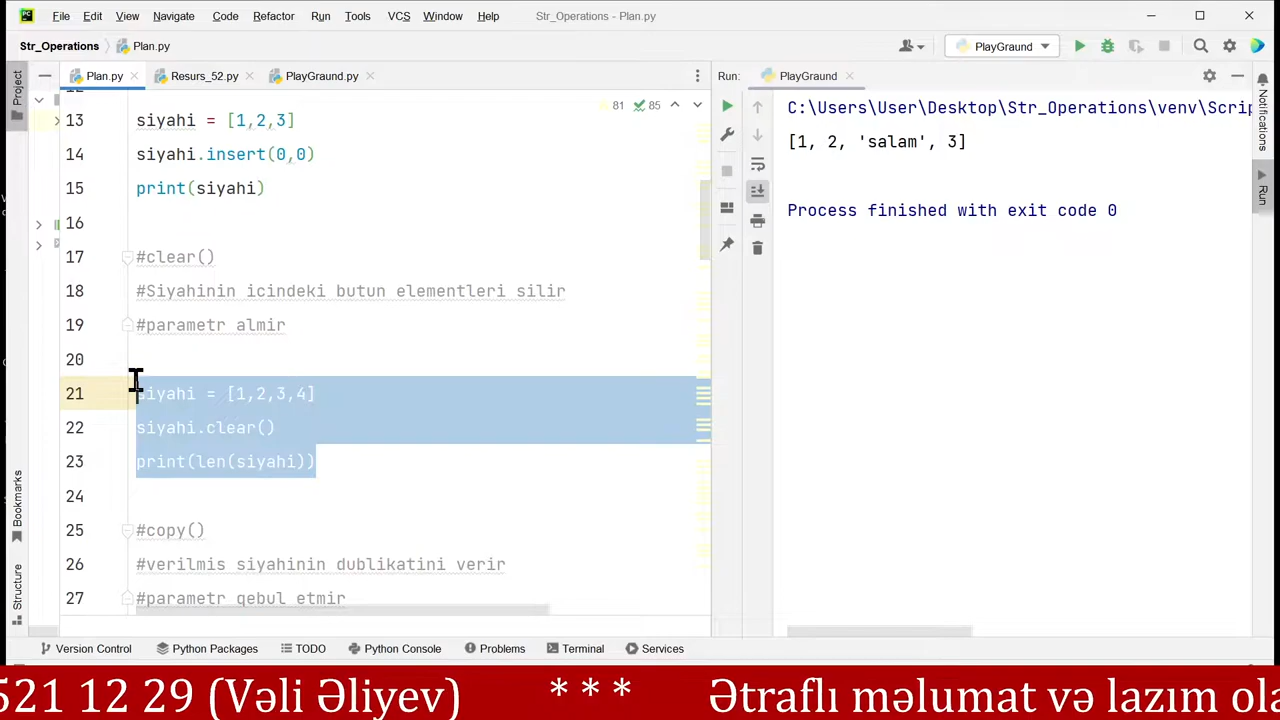 File Edit View Navigate Code Refactor Run Tools VCS Window Help Str_Operations - Plan.py
Str_Operations Plan.py PlayGround
Plan.py Resurs_52.py PlayGround.py Run: PlayGround
Project
81 85
13 siyahi = [1,2,3]
14 siyahi.insert(0,0)
15 print(siyahi)
16
17 #clear()
18 #Siyahinin icindeki butun elementleri silir
19 #parametr almir
20
21 siyahi = [1,2,3,4]
22 siyahi.clear()
23 print(len(siyahi))
24
25 #copy()
26 #verilmis siyahinin dublikatini verir
27 #parametr qebul etmir
C:\Users\User\Desktop\Str_Operations\venv\Scrip
[1, 2, 'salam', 3]
Process finished with exit code 0
Notifications
Run
Bookmarks
Structure
Version Control Python Packages TODO Python Console Problems Terminal Services
521 12 29 (Vəli Əliyev) * * * Ətraflı məlumat və lazım ola